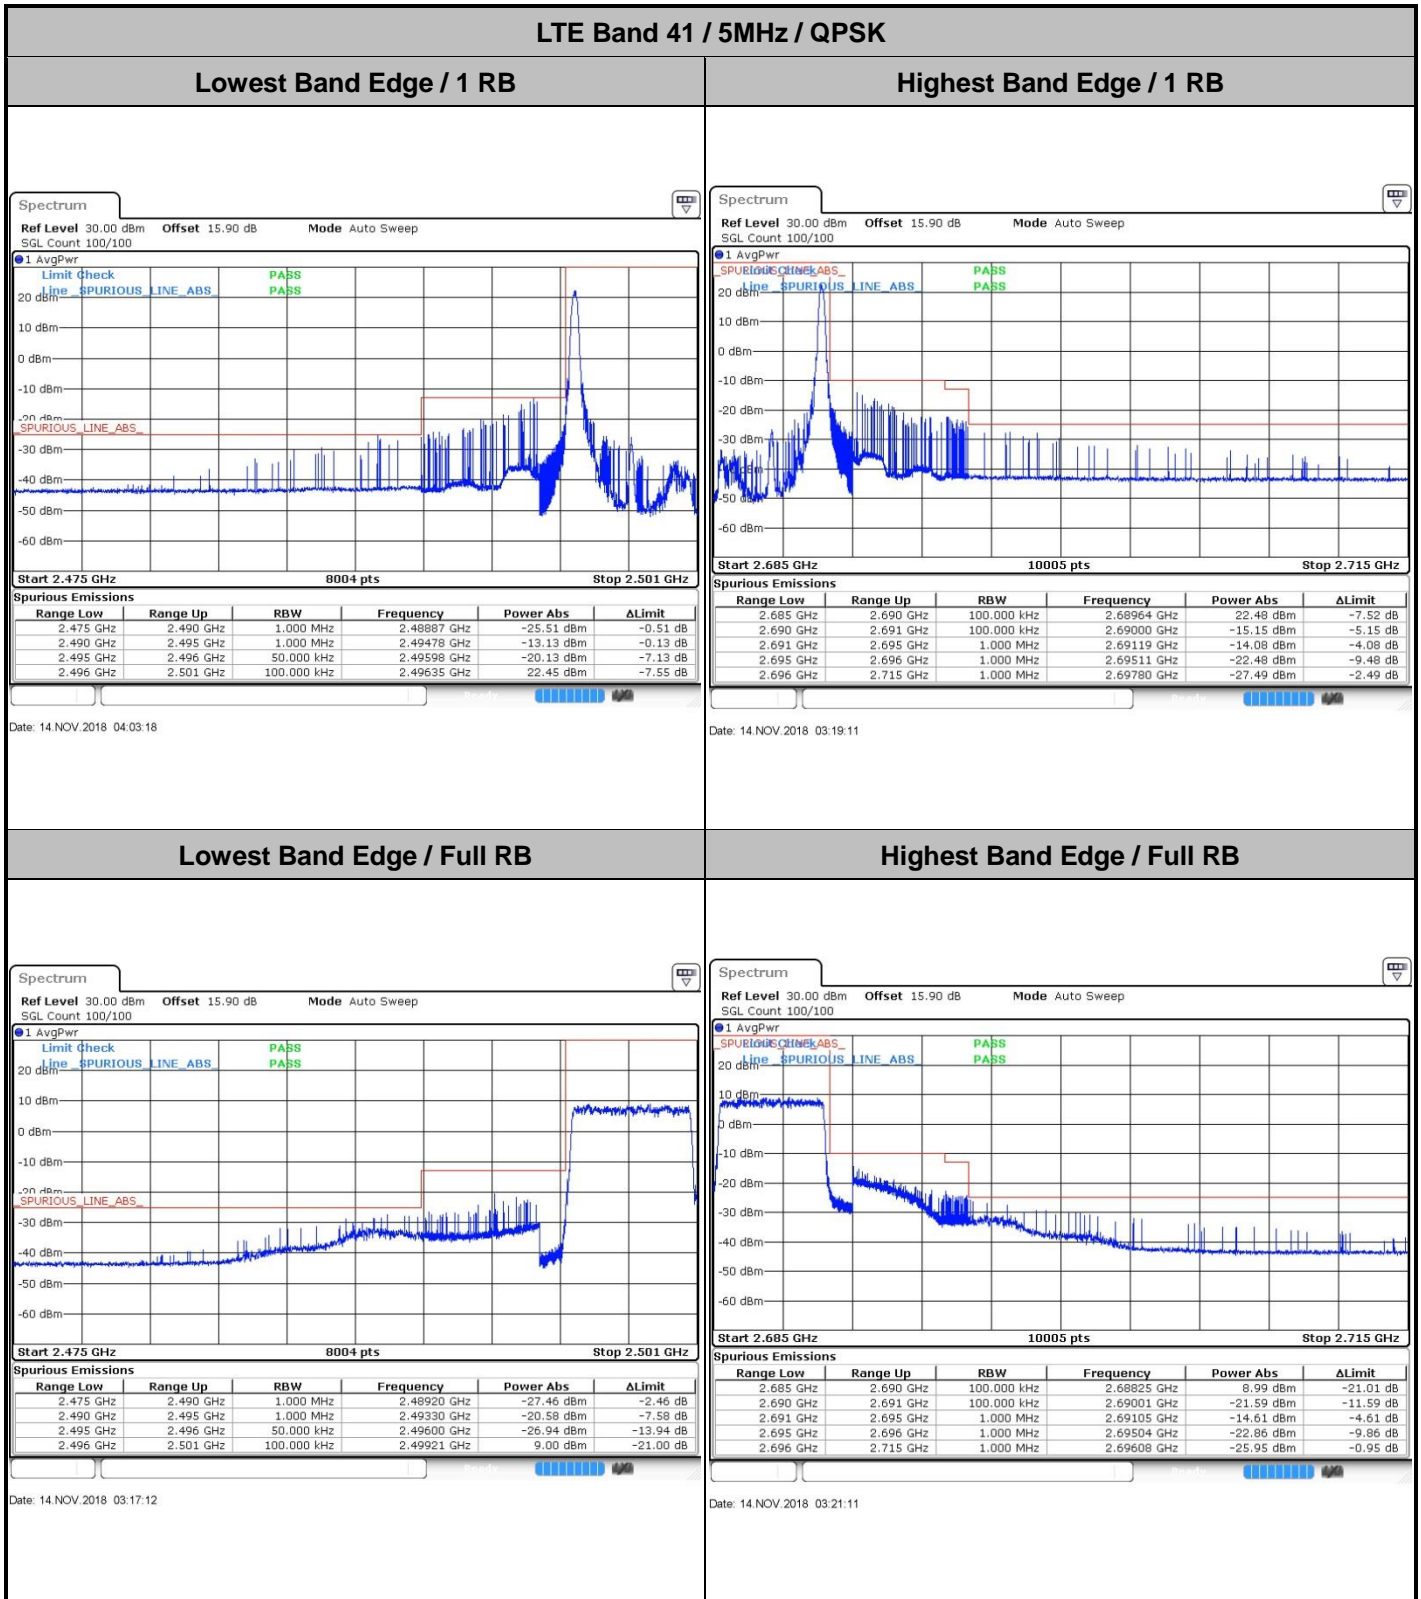 LTE Band 41 / 5MHz / QPSK
Lowest Band Edge / 1 RB
Highest Band Edge / 1 RB
Spectrum
Ref Level 30.00 dBm Offset 15.90 dB Mode Auto Sweep
SGL Count 100/100
1 AvgPwr
Limit Check PASS
Line _SPURIOUS_LINE_ABS_ PASS
20 dBm
10 dBm
0 dBm
-10 dBm
-20 dBm
_SPURIOUS_LINE_ABS_
-30 dBm
-40 dBm
-50 dBm
-60 dBm
Start 2.475 GHz 8004 pts Stop 2.501 GHz
Spurious Emissions
Range Low Range Up RBW Frequency Power Abs ΔLimit
2.475 GHz 2.490 GHz 1.000 MHz 2.48887 GHz -25.51 dBm -0.51 dB
2.490 GHz 2.495 GHz 1.000 MHz 2.49478 GHz -13.13 dBm -0.13 dB
2.495 GHz 2.496 GHz 50.000 kHz 2.49598 GHz -20.13 dBm -7.13 dB
2.496 GHz 2.501 GHz 100.000 kHz 2.49635 GHz 22.45 dBm -7.55 dB
Date: 14.NOV.2018 04:03:18
Spectrum
Ref Level 30.00 dBm Offset 15.90 dB Mode Auto Sweep
SGL Count 100/100
1 AvgPwr
_SPURIOUS_LINE_ABS_
Limit Check PASS
Line _SPURIOUS_LINE_ABS_ PASS
20 dBm
10 dBm
0 dBm
-10 dBm
-20 dBm
-30 dBm
-40 dBm
-50 dBm
-60 dBm
Start 2.685 GHz 10005 pts Stop 2.715 GHz
Spurious Emissions
Range Low Range Up RBW Frequency Power Abs ΔLimit
2.685 GHz 2.690 GHz 100.000 kHz 2.68964 GHz 22.48 dBm -7.52 dB
2.690 GHz 2.691 GHz 100.000 kHz 2.69000 GHz -15.15 dBm -5.15 dB
2.691 GHz 2.695 GHz 1.000 MHz 2.69119 GHz -14.08 dBm -4.08 dB
2.695 GHz 2.696 GHz 1.000 MHz 2.69511 GHz -22.48 dBm -9.48 dB
2.696 GHz 2.715 GHz 1.000 MHz 2.69780 GHz -27.49 dBm -2.49 dB
Date: 14.NOV.2018 03:19:11
Lowest Band Edge / Full RB
Highest Band Edge / Full RB
Spectrum
Ref Level 30.00 dBm Offset 15.90 dB Mode Auto Sweep
SGL Count 100/100
1 AvgPwr
Limit Check PASS
Line _SPURIOUS_LINE_ABS_ PASS
20 dBm
10 dBm
0 dBm
-10 dBm
-20 dBm
_SPURIOUS_LINE_ABS_
-30 dBm
-40 dBm
-50 dBm
-60 dBm
Start 2.475 GHz 8004 pts Stop 2.501 GHz
Spurious Emissions
Range Low Range Up RBW Frequency Power Abs ΔLimit
2.475 GHz 2.490 GHz 1.000 MHz 2.48920 GHz -27.46 dBm -2.46 dB
2.490 GHz 2.495 GHz 1.000 MHz 2.49330 GHz -20.58 dBm -7.58 dB
2.495 GHz 2.496 GHz 50.000 kHz 2.49600 GHz -26.94 dBm -13.94 dB
2.496 GHz 2.501 GHz 100.000 kHz 2.49921 GHz 9.00 dBm -21.00 dB
Date: 14.NOV.2018 03:17:12
Spectrum
Ref Level 30.00 dBm Offset 15.90 dB Mode Auto Sweep
SGL Count 100/100
1 AvgPwr
_SPURIOUS_LINE_ABS_
Limit Check PASS
Line _SPURIOUS_LINE_ABS_ PASS
20 dBm
10 dBm
0 dBm
-10 dBm
-20 dBm
-30 dBm
-40 dBm
-50 dBm
-60 dBm
Start 2.685 GHz 10005 pts Stop 2.715 GHz
Spurious Emissions
Range Low Range Up RBW Frequency Power Abs ΔLimit
2.685 GHz 2.690 GHz 100.000 kHz 2.68825 GHz 8.99 dBm -21.01 dB
2.690 GHz 2.691 GHz 100.000 kHz 2.69001 GHz -21.59 dBm -11.59 dB
2.691 GHz 2.695 GHz 1.000 MHz 2.69105 GHz -14.61 dBm -4.61 dB
2.695 GHz 2.696 GHz 1.000 MHz 2.69504 GHz -22.86 dBm -9.86 dB
2.696 GHz 2.715 GHz 1.000 MHz 2.69608 GHz -25.95 dBm -0.95 dB
Date: 14.NOV.2018 03:21:11